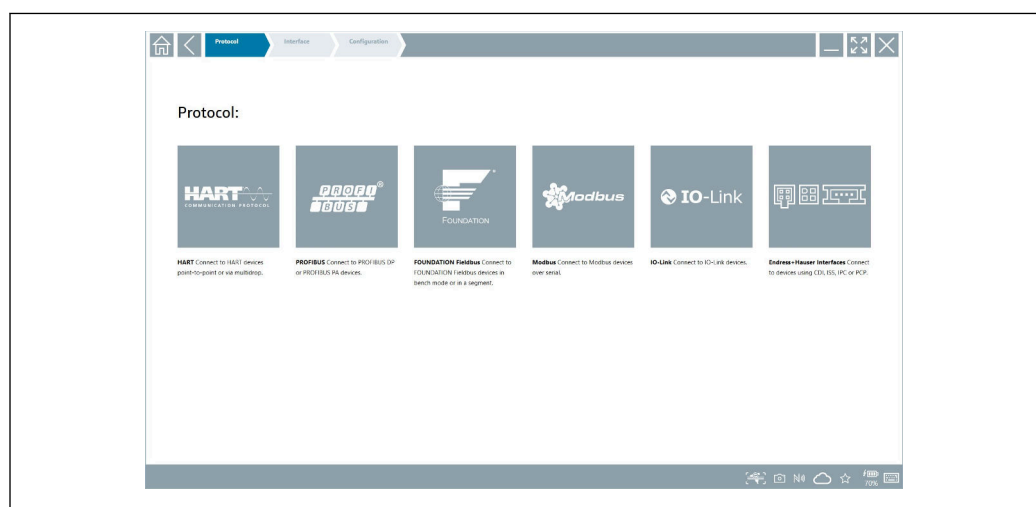 Protocol
Interface
Configuration
Protocol:
HART
COMMUNICATION PROTOCOL
PROFI®
BUS
FOUNDATION
Modbus
IO-Link
HART Connect to HART devices
point-to-point or via multidrop.
PROFIBUS Connect to PROFIBUS DP
or PROFIBUS PA devices.
FOUNDATION Fieldbus Connect to
FOUNDATION Fieldbus devices in
bench mode or in a segment.
Modbus Connect to Modbus devices
over serial.
IO-Link Connect to IO-Link devices.
Endress+Hauser Interfaces Connect
to devices using CDI, ISS, IPC or PCP.
70%